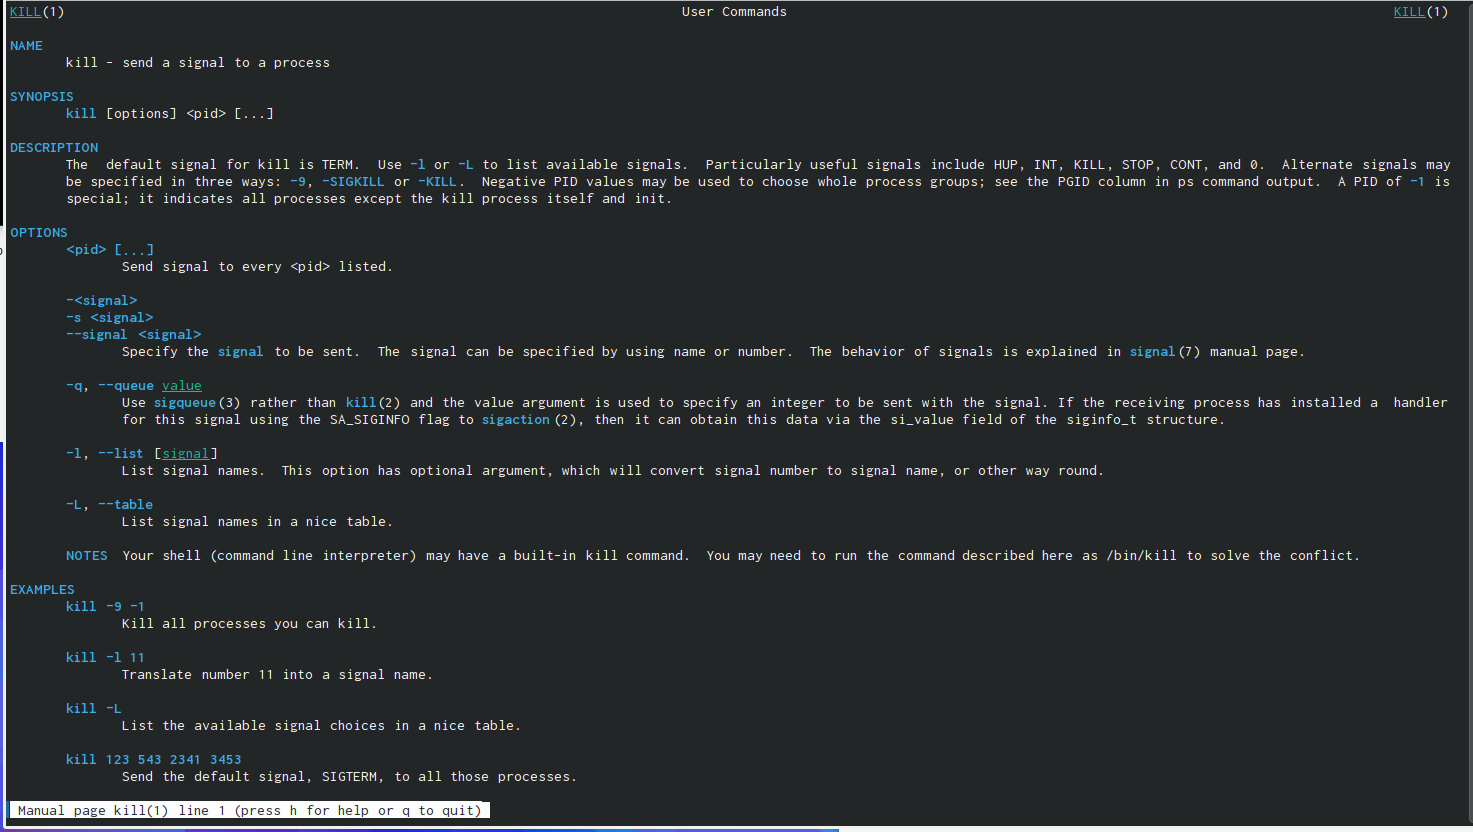 KILL(1) User Commands KILL(1)
NAME
kill - send a signal to a process
SYNOPSIS
kill [options] <pid> [...]
DESCRIPTION
The default signal for kill is TERM. Use -l or -L to list available signals. Particularly useful signals include HUP, INT, KILL, STOP, CONT, and 0. Alternate signals may
be specified in three ways: -9, -SIGKILL or -KILL. Negative PID values may be used to choose whole process groups; see the PGID column in ps command output. A PID of -1 is
special; it indicates all processes except the kill process itself and init.
OPTIONS
<pid> [...]
Send signal to every <pid> listed.
-<signal>
-s <signal>
--signal <signal>
Specify the signal to be sent. The signal can be specified by using name or number. The behavior of signals is explained in signal(7) manual page.
-q, --queue value
Use sigqueue(3) rather than kill(2) and the value argument is used to specify an integer to be sent with the signal. If the receiving process has installed a handler
for this signal using the SA_SIGINFO flag to sigaction(2), then it can obtain this data via the si_value field of the siginfo_t structure.
-l, --list [signal]
List signal names. This option has optional argument, which will convert signal number to signal name, or other way round.
-L, --table
List signal names in a nice table.
NOTES Your shell (command line interpreter) may have a built-in kill command. You may need to run the command described here as /bin/kill to solve the conflict.
EXAMPLES
kill -9 -1
Kill all processes you can kill.
kill -l 11
Translate number 11 into a signal name.
kill -L
List the available signal choices in a nice table.
kill 123 543 2341 3453
Send the default signal, SIGTERM, to all those processes.
Manual page kill(1) line 1 (press h for help or q to quit)